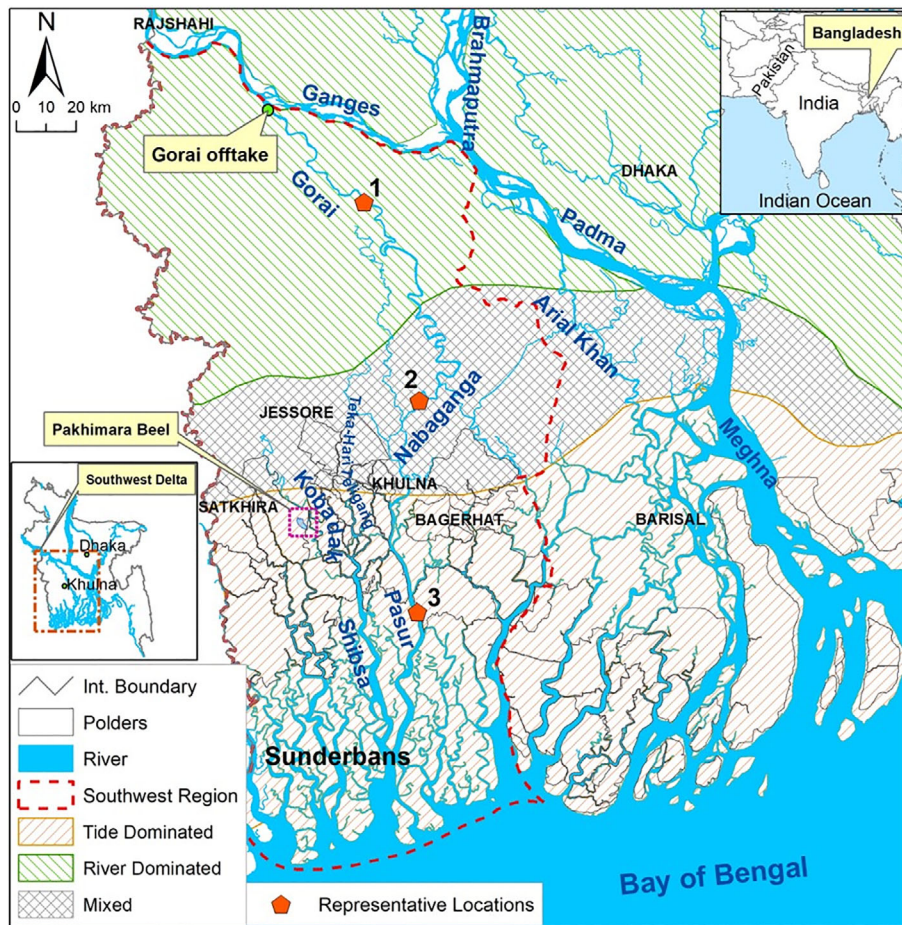 RAJSHAHI
N
0 10 20 km
Ganges
Brahmaputra
Gorai offtake
Gorai
1
DHAKA
Padma
Bangladesh
Pakistan
India
Indian Ocean
Arial Khan
2
JESSORE
Nabaganga
Teka-Hari Teligang
Meghna
Pakhimara Beel
Kobadak
KHULNA
SATKHIRA
BAGERHAT
BARISAL
Southwest Delta
Dhaka
Khulna
3
Pasur
Shibsa
Sunderbans
Bay of Bengal
Int. Boundary
Polders
River
Southwest Region
Tide Dominated
River Dominated
Mixed
Representative Locations